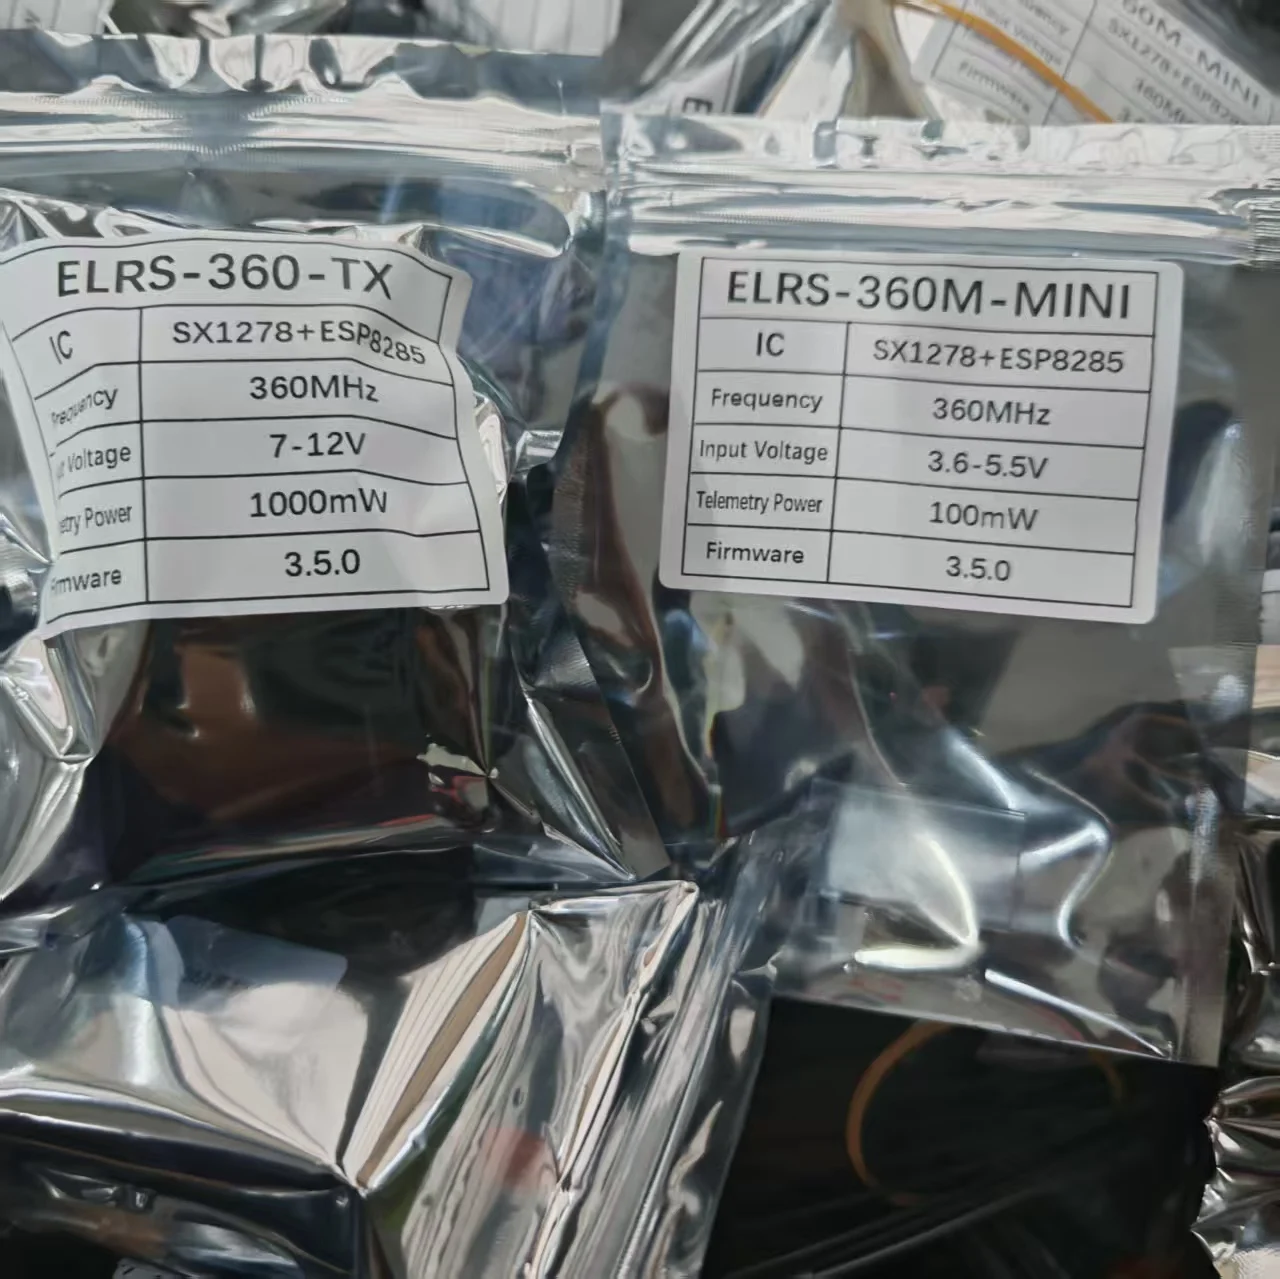 ELRS-360-TX
IC SX1278+ESP8285
Frequency 360MHz
Voltage 7-12V
Power 1000mW
3.5.0
ELRS-360M-MINI
IC SX1278+ESP8285
Frequency 360MHz
Input Voltage 3.6-5.5V
Telemetry Power 100mW
Firmware 3.5.0
Firmware